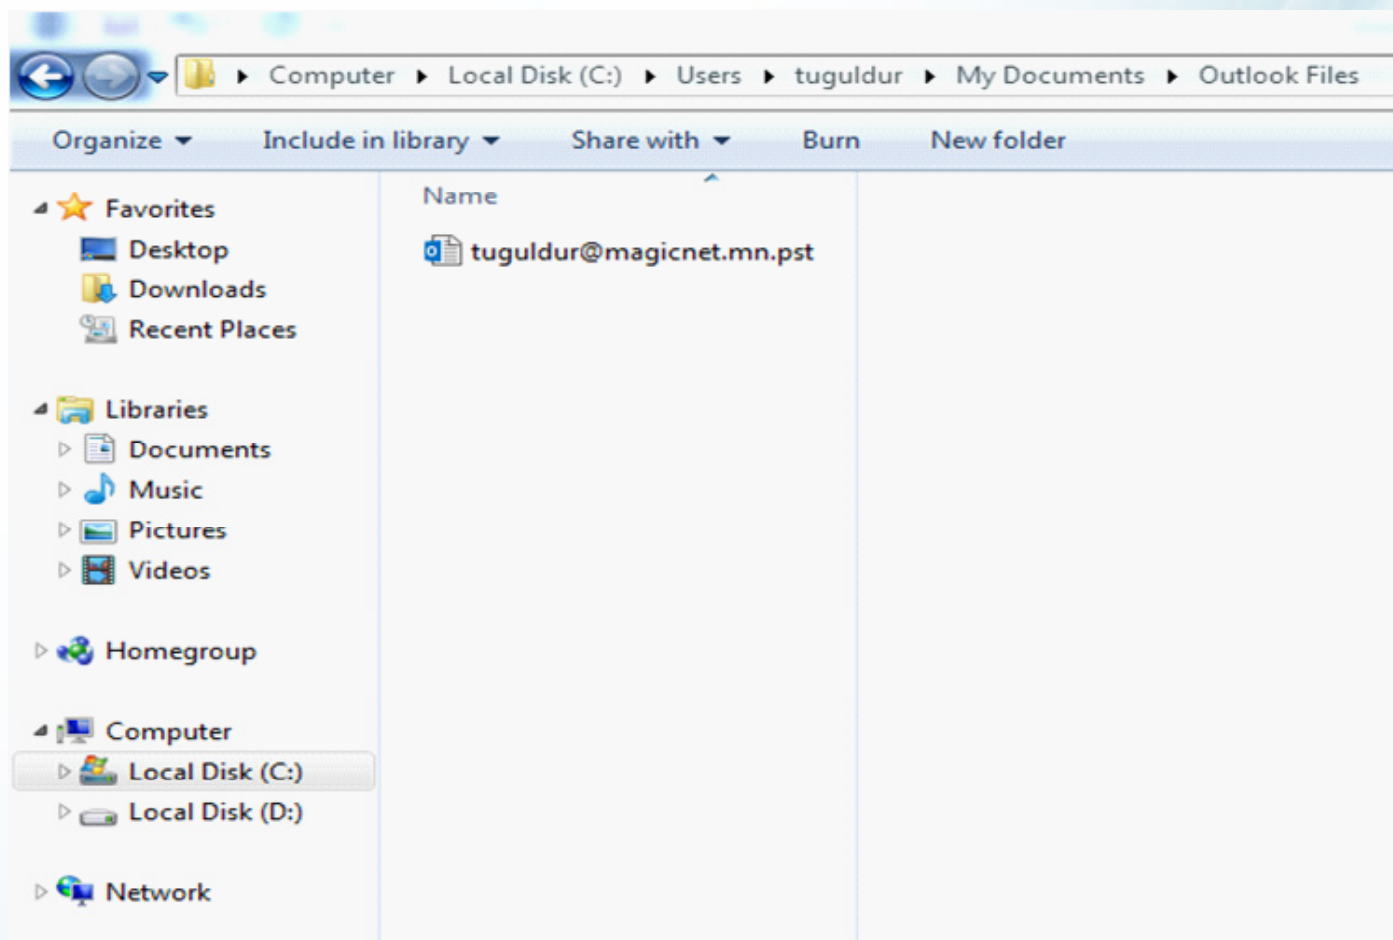 Computer Local Disk (C:) Users tuguldur My Documents Outlook Files
Organize Include in library Share with Burn New folder
Favorites
Desktop
Downloads
Recent Places
Libraries
Documents
Music
Pictures
Videos
Homegroup
Computer
Local Disk (C:)
Local Disk (D:)
Network
Name
tuguldur@magicnet.mn.pst